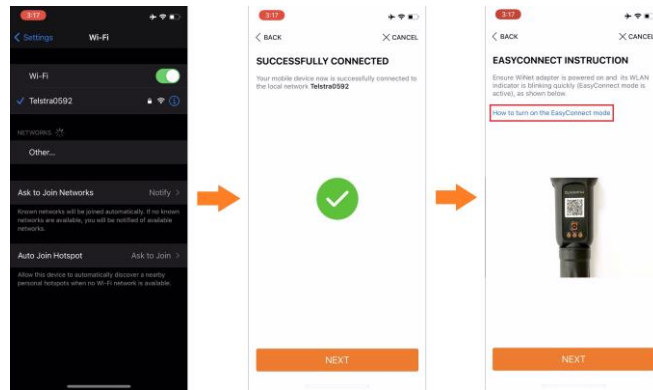 3:17
Settings
Wi-Fi
Wi-Fi
Telstra0592
NETWORKS
Other...
Ask to Join Networks
Notify
Known networks will be joined automatically. If no known
networks are available, you will be notified of available
networks.
Auto Join Hotspot
Ask to Join
Allow this device to automatically discover a nearby
personal hotspots when no Wi-Fi network is available.
3:17
BACK
CANCEL
SUCCESSFULLY CONNECTED
Your mobile device now is successfully connected to
the local network Telstra0592
NEXT
3:17
BACK
CANCEL
EASYCONNECT INSTRUCTION
Ensure WiNet adapter is powered on and its WLAN
indicator is blinking quickly (EasyConnect mode is
active), as shown below.
How to turn on the EasyConnect mode
NEXT